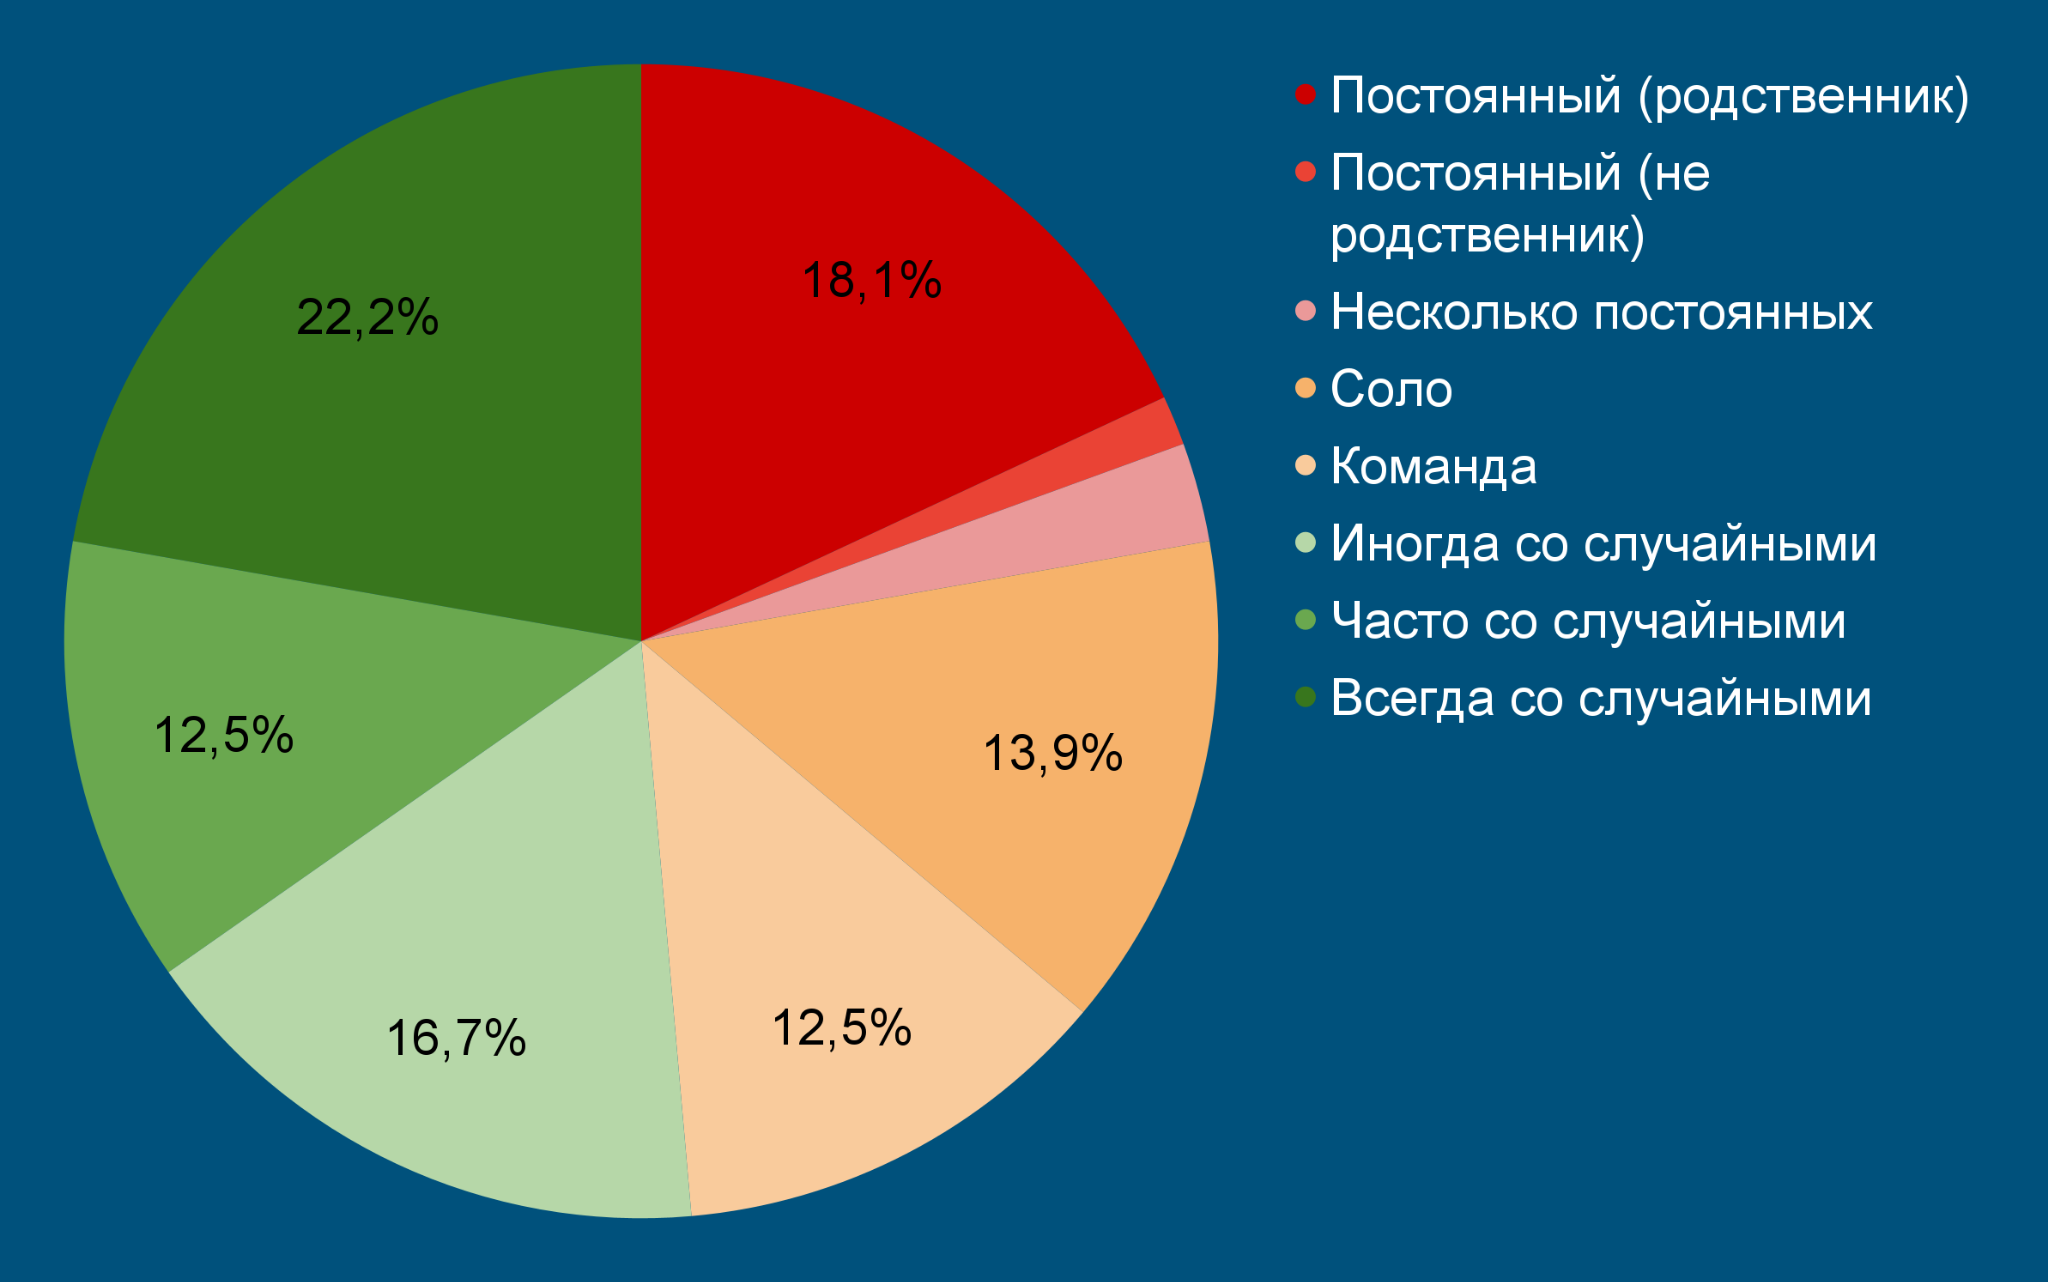 Постоянный (родственник)
Постоянный (не
родственник)
Несколько постоянных
Соло
Команда
Иногда со случайными
Часто со случайными
Всегда со случайными
18,1%
22,2%
12,5%
13,9%
16,7%
12,5%